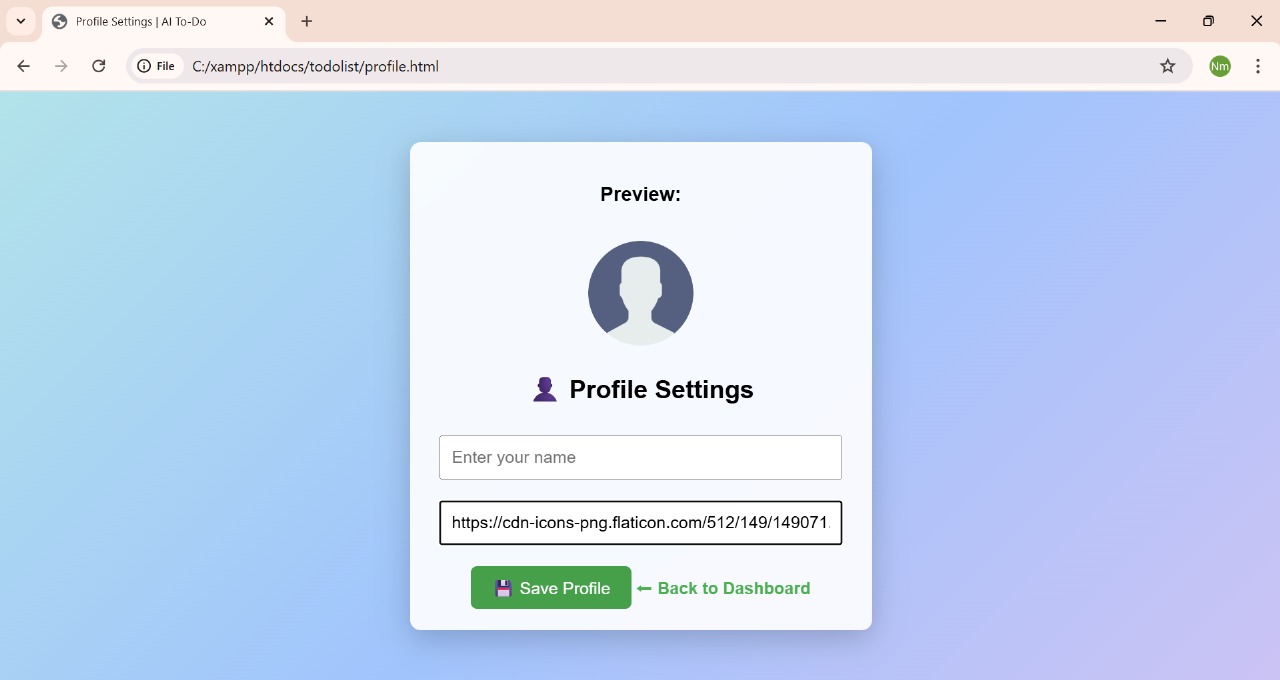 Profile Settings | AI To-Do
File C:/xampp/htdocs/todolist/profile.html
Nm
Preview:
👤 Profile Settings
Enter your name
https://cdn-icons-png.flaticon.com/512/149/149071.
💾 Save Profile ← Back to Dashboard